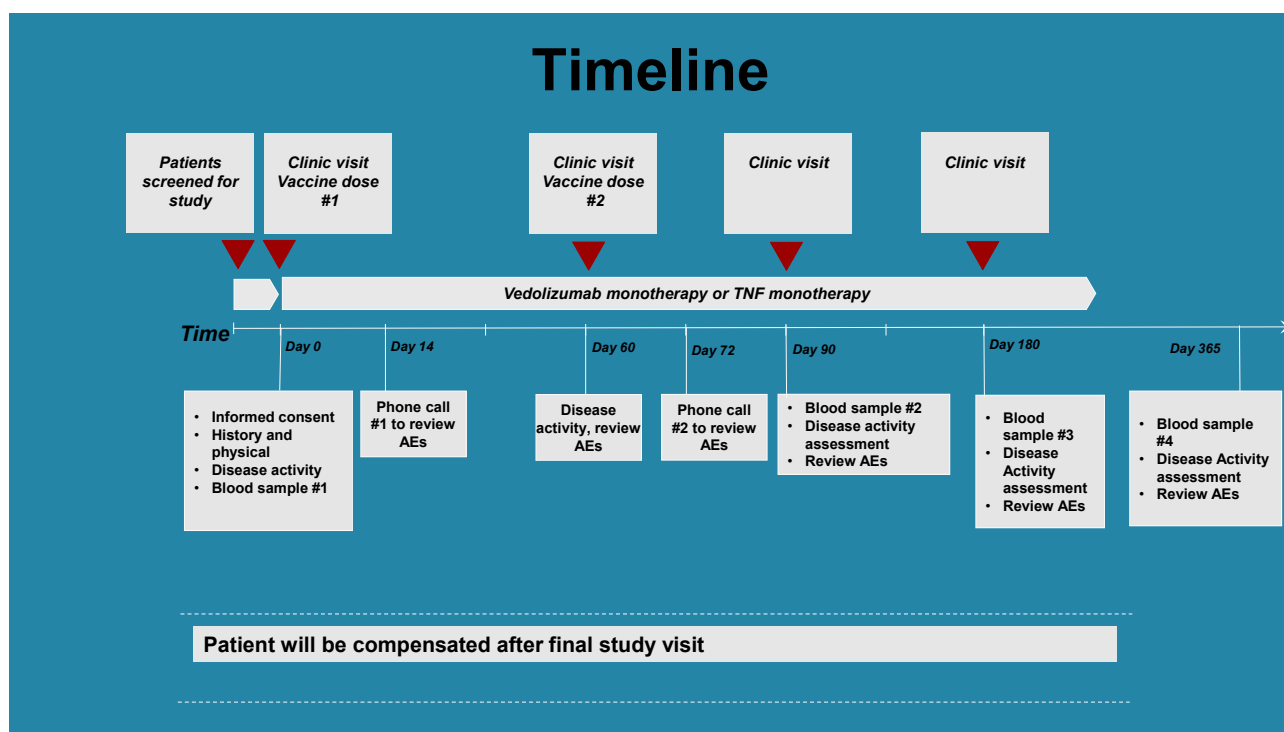 Timeline
Patients
screened for
study
Clinic visit
Vaccine dose
#1
Clinic visit
Vaccine dose
#2
Clinic visit
Clinic visit
Vedolizumab monotherapy or TNF monotherapy
Time
Day 0
Day 14
Day 60
Day 72
Day 90
Day 180
Day 365
• Informed consent
• History and
physical
• Disease activity
• Blood sample #1
Phone call
#1 to review
AEs
Disease
activity, review
AEs
Phone call
#2 to review
AEs
• Blood sample #2
• Disease activity
assessment
• Review AEs
• Blood
sample #3
• Disease
Activity
assessment
• Review AEs
• Blood sample
#4
• Disease Activity
assessment
• Review AEs
Patient will be compensated after final study visit